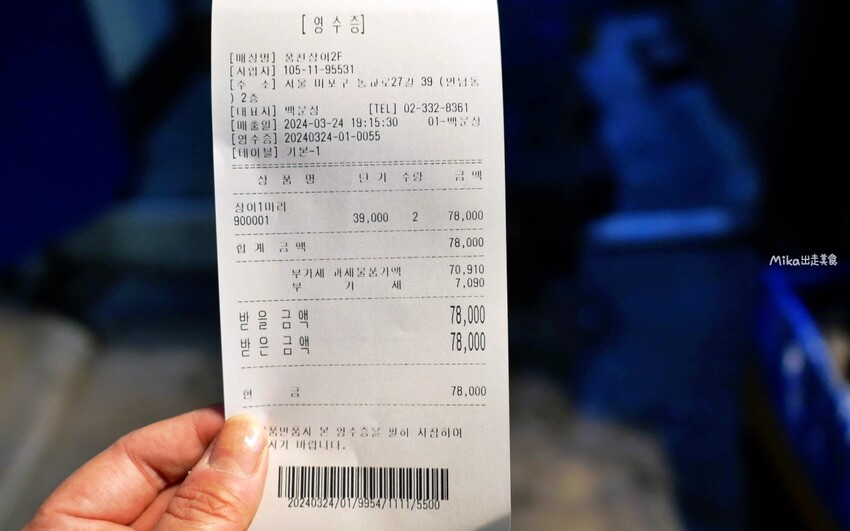 [ 영 수 증 ]
[매장명] 풍천장어2F
[사업자] 105-11-95531
[주 소] 서울 마포구 동교로27길 39 (연남동
) 2층
[대표자] 백운성 [TEL] 02-332-8361
[매출일] 2024-03-24 19:15:30 01-백운성
[영수증] 20240324-01-0055
[테이블] 기본-1
상 품 명 단 가 수량 금 액
장어1마리
900001 39,000 2 78,000
합 계 금 액 78,000
부가세 과세물품가액 70,910
부 가 세 7,090
받 을 금 액 78,000
받 은 금 액 78,000
현 금 78,000
품반품시 본 영수증을 필히 지참하여
시기 바랍니다.
20240324/01/9954/1111/5500
Mika出走美食